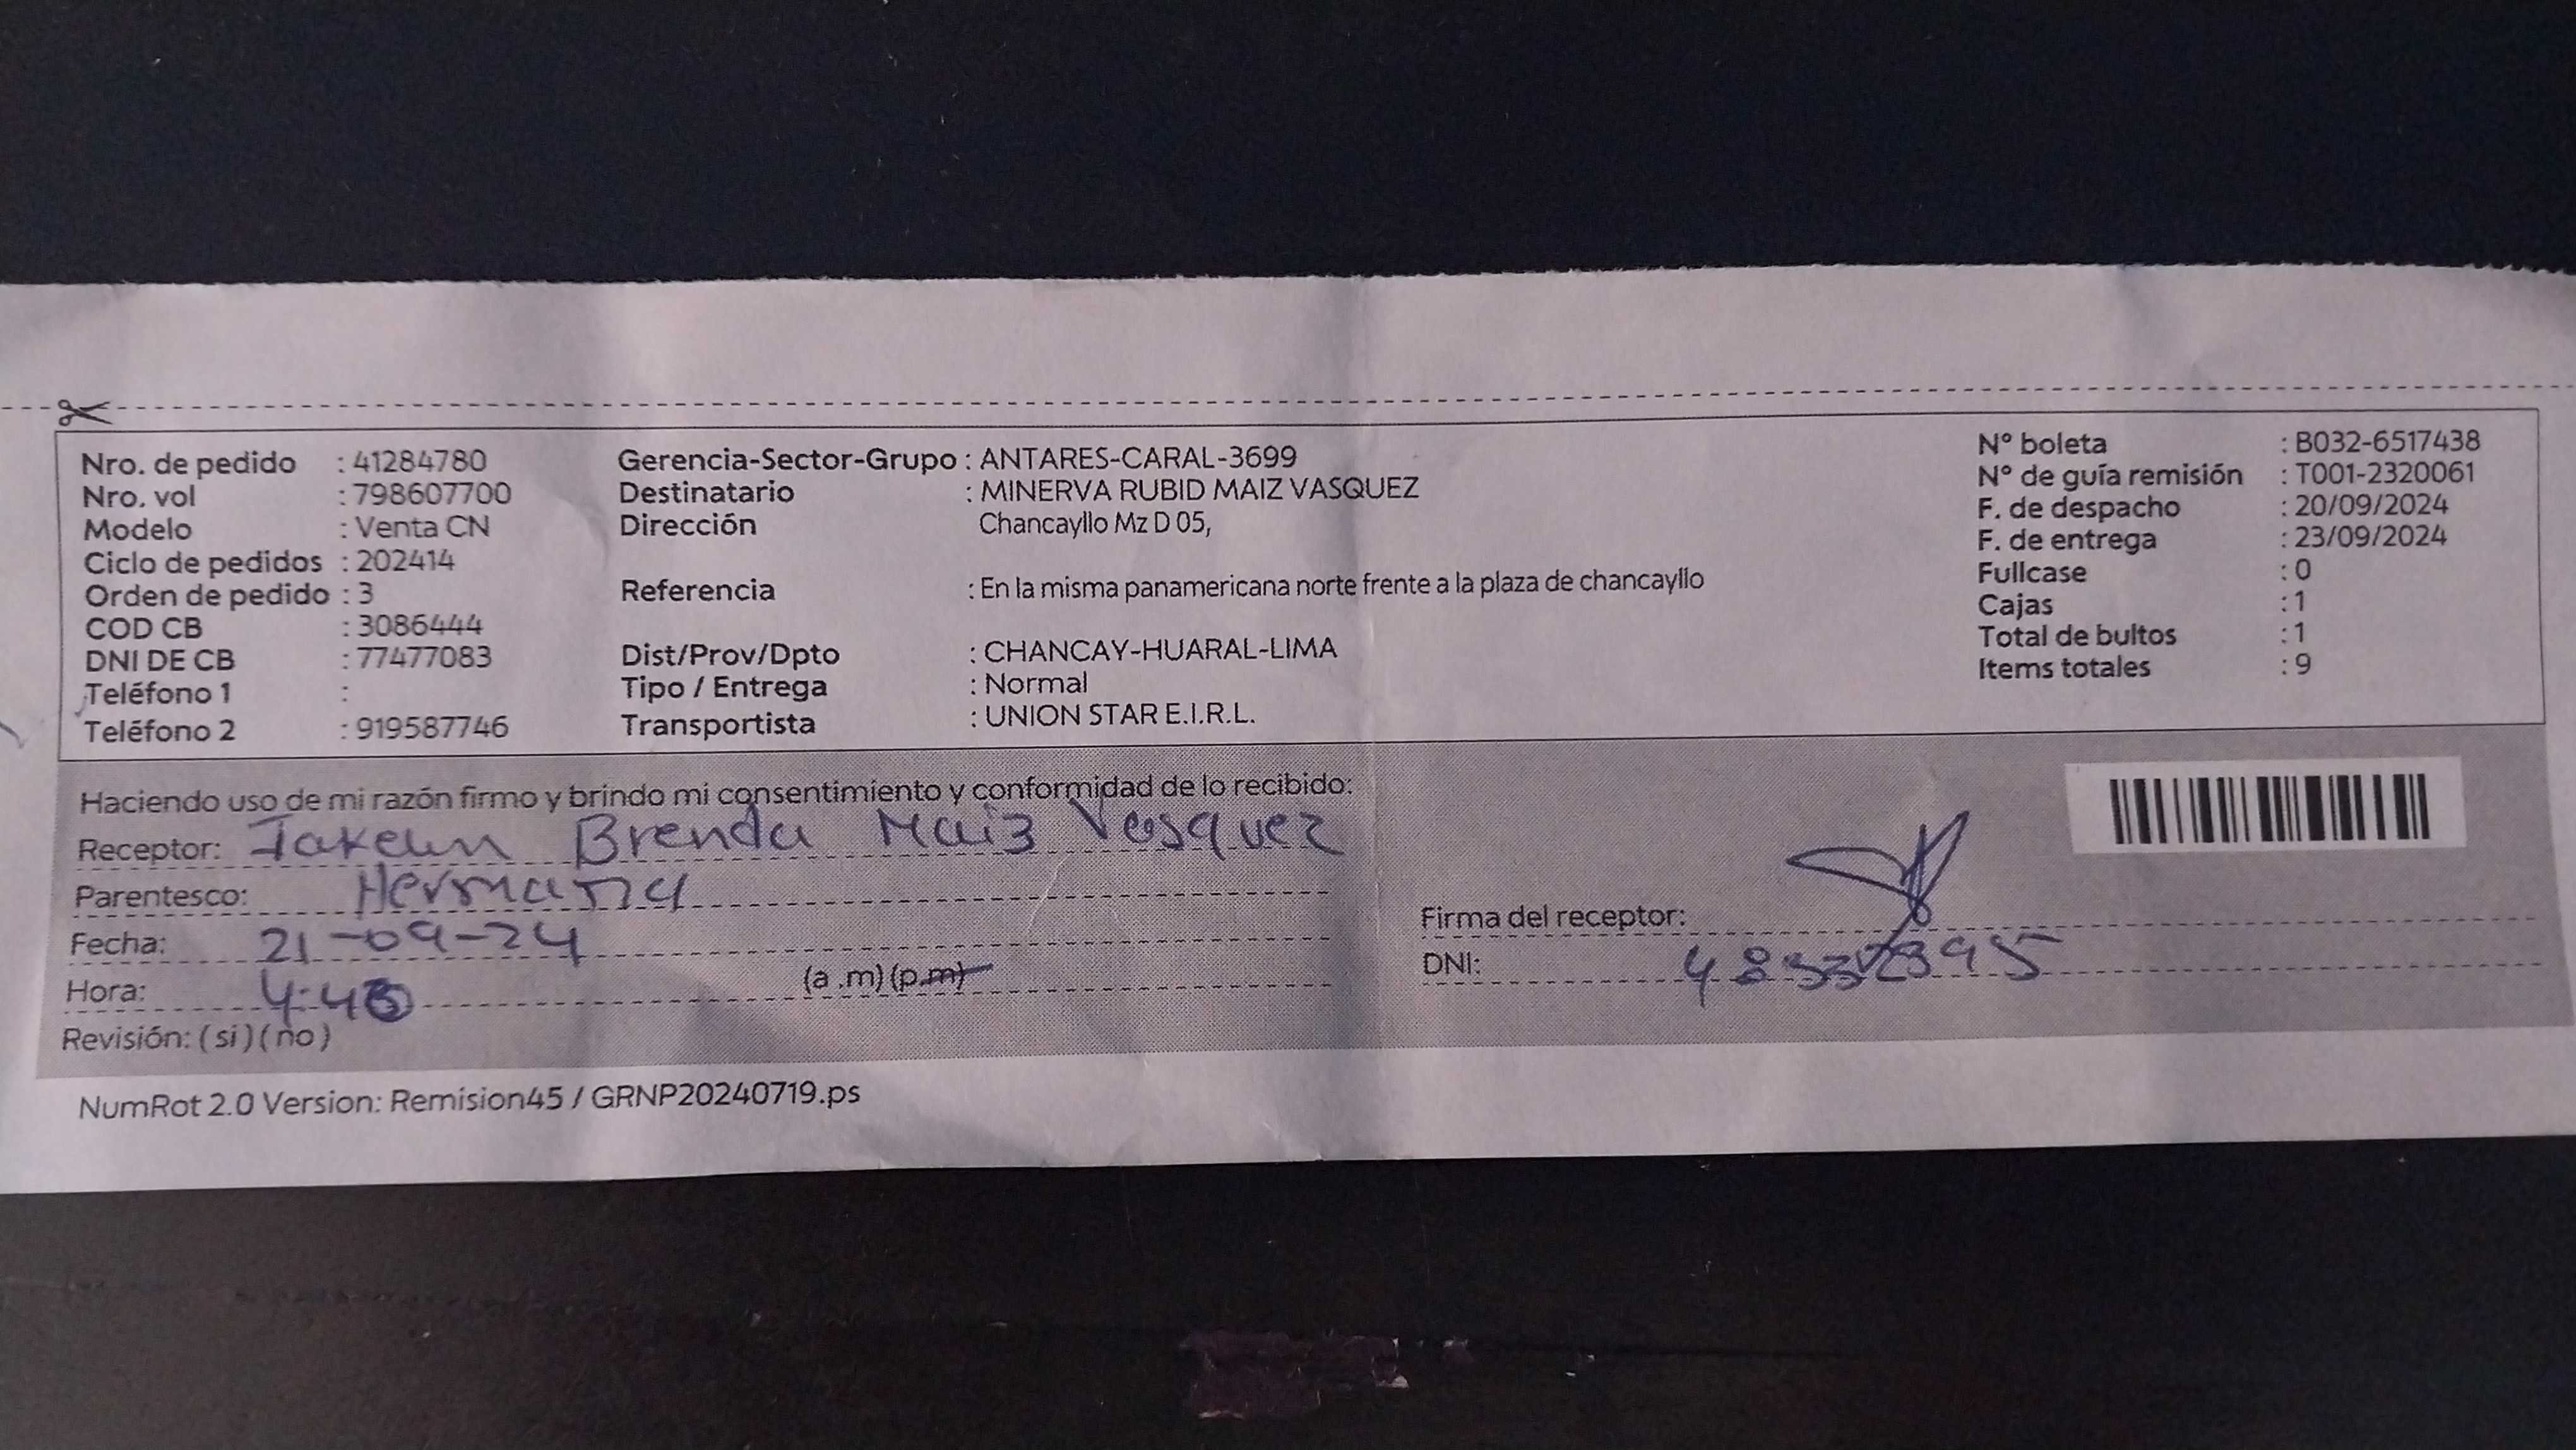 Nro. de pedido : 41284780
Nro. vol : 798607700
Modelo : Venta CN
Ciclo de pedidos : 202414
Orden de pedido : 3
COD CB : 3086444
DNI DE CB : 77477083
Teléfono 1 :
Teléfono 2 : 919587746
Gerencia-Sector-Grupo : ANTARES-CARAL-3699
Destinatario : MINERVA RUBID MAIZ VASQUEZ
Dirección Chancayllo Mz D 05,
Referencia : En la misma panamericana norte frente a la plaza de chancayllo
Dist/Prov/Dpto : CHANCAY-HUARAL-LIMA
Tipo / Entrega : Normal
Transportista : UNION STAR E.I.R.L.
N° boleta : B032-6517438
N° de guía remisión : T001-2320061
F. de despacho : 20/09/2024
F. de entrega : 23/09/2024
Fullcase : 0
Cajas : 1
Total de bultos : 1
Items totales : 9
Haciendo uso de mi razón firmo y brindo mi consentimiento y conformidad de lo recibido:
Receptor: Brenda Maiz Vasquez
Parentesco: Hermana
Fecha: 21-09-24
Hora: (a .m) (p.m)
Revisión: ( si ) ( no )
Firma del receptor:
DNI:
NumRot 2.0 Version: Remision45 / GRNP20240719.ps